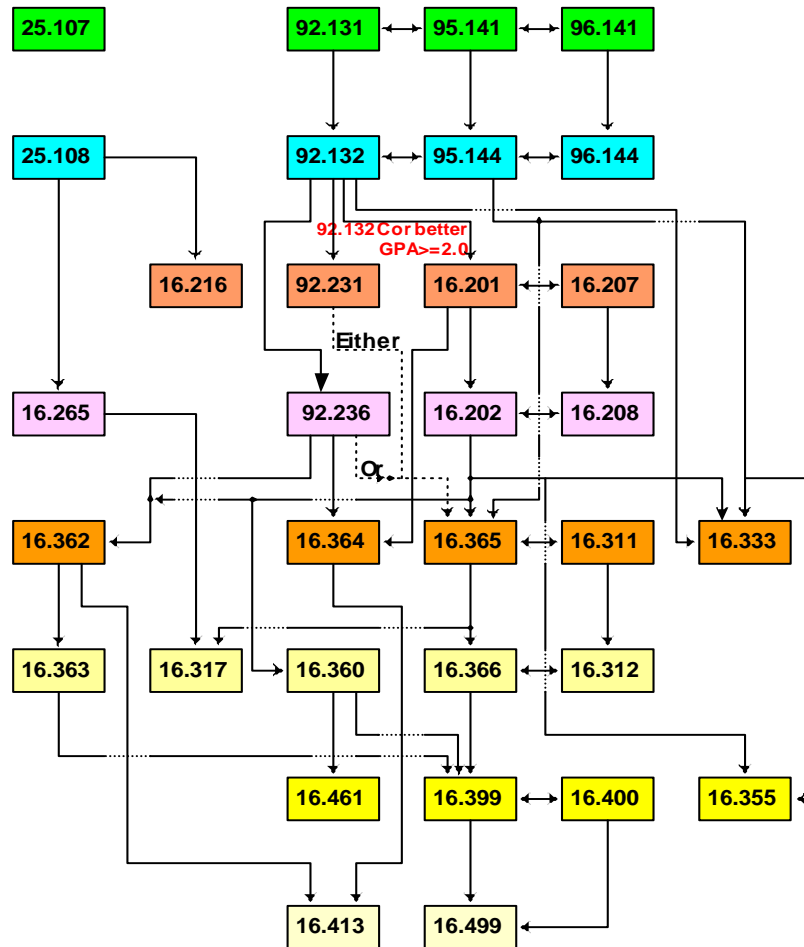 25.107 92.131 95.141 96.141
25.108 92.132 95.144 96.144
92.132 C or better
GPA>=2.0
16.216 92.231 16.201 16.207
Either
16.265 92.236 16.202 16.208
Or
16.362 16.364 16.365 16.311 16.333
16.363 16.317 16.360 16.366 16.312
16.461 16.399 16.400 16.355
16.413 16.499